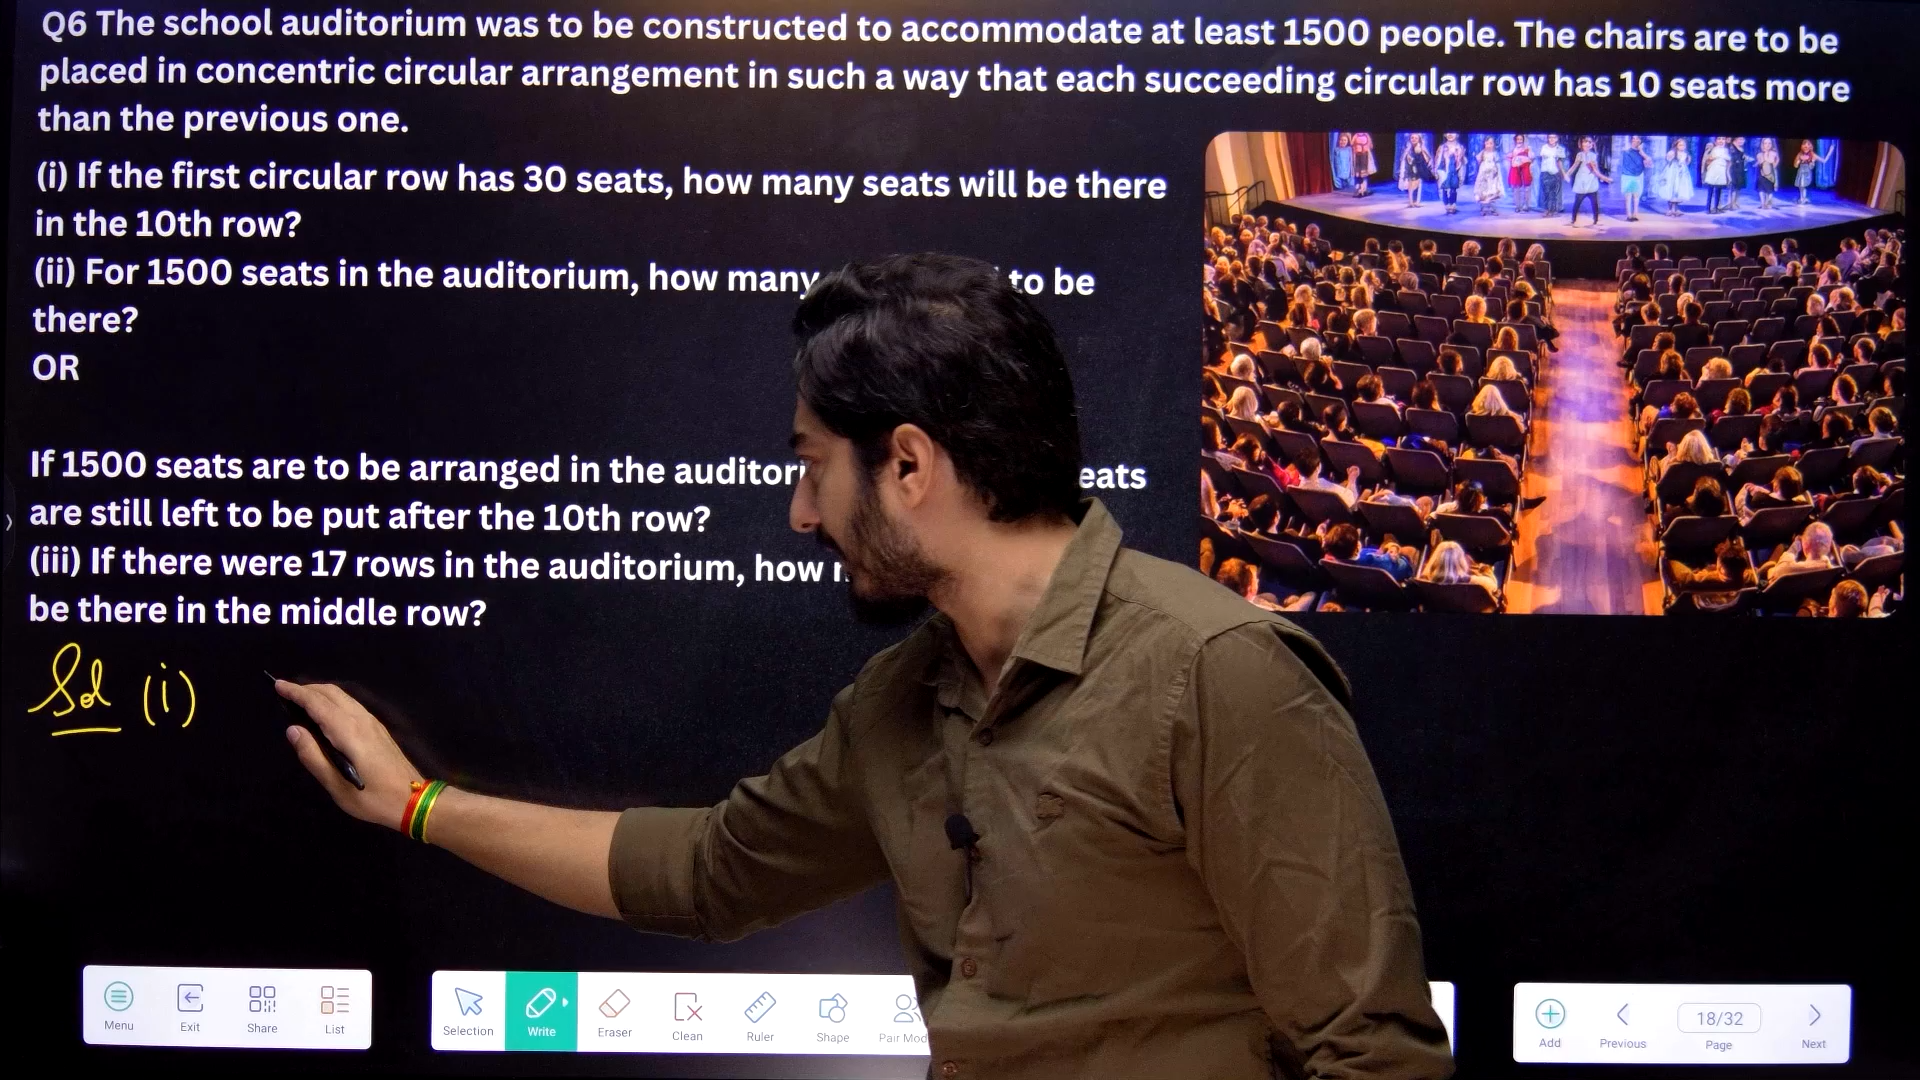 Q6 The school auditorium was to be constructed to accommodate at least 1500 people. The chairs are to be
placed in concentric circular arrangement in such a way that each succeeding circular row has 10 seats more
than the previous one.
(i) If the first circular row has 30 seats, how many seats will be there
in the 10th row?
(ii) For 1500 seats in the auditorium, how many to be
there?
OR
If 1500 seats are to be arranged in the auditor
are still left to be put after the 10th row?
(iii) If there were 17 rows in the auditorium, how
be there in the middle row?
Sol (i)
Menu Exit Share List
Selection Write Eraser Clean Ruler Shape Pair Mod
Add Previous 18/32 Page Next